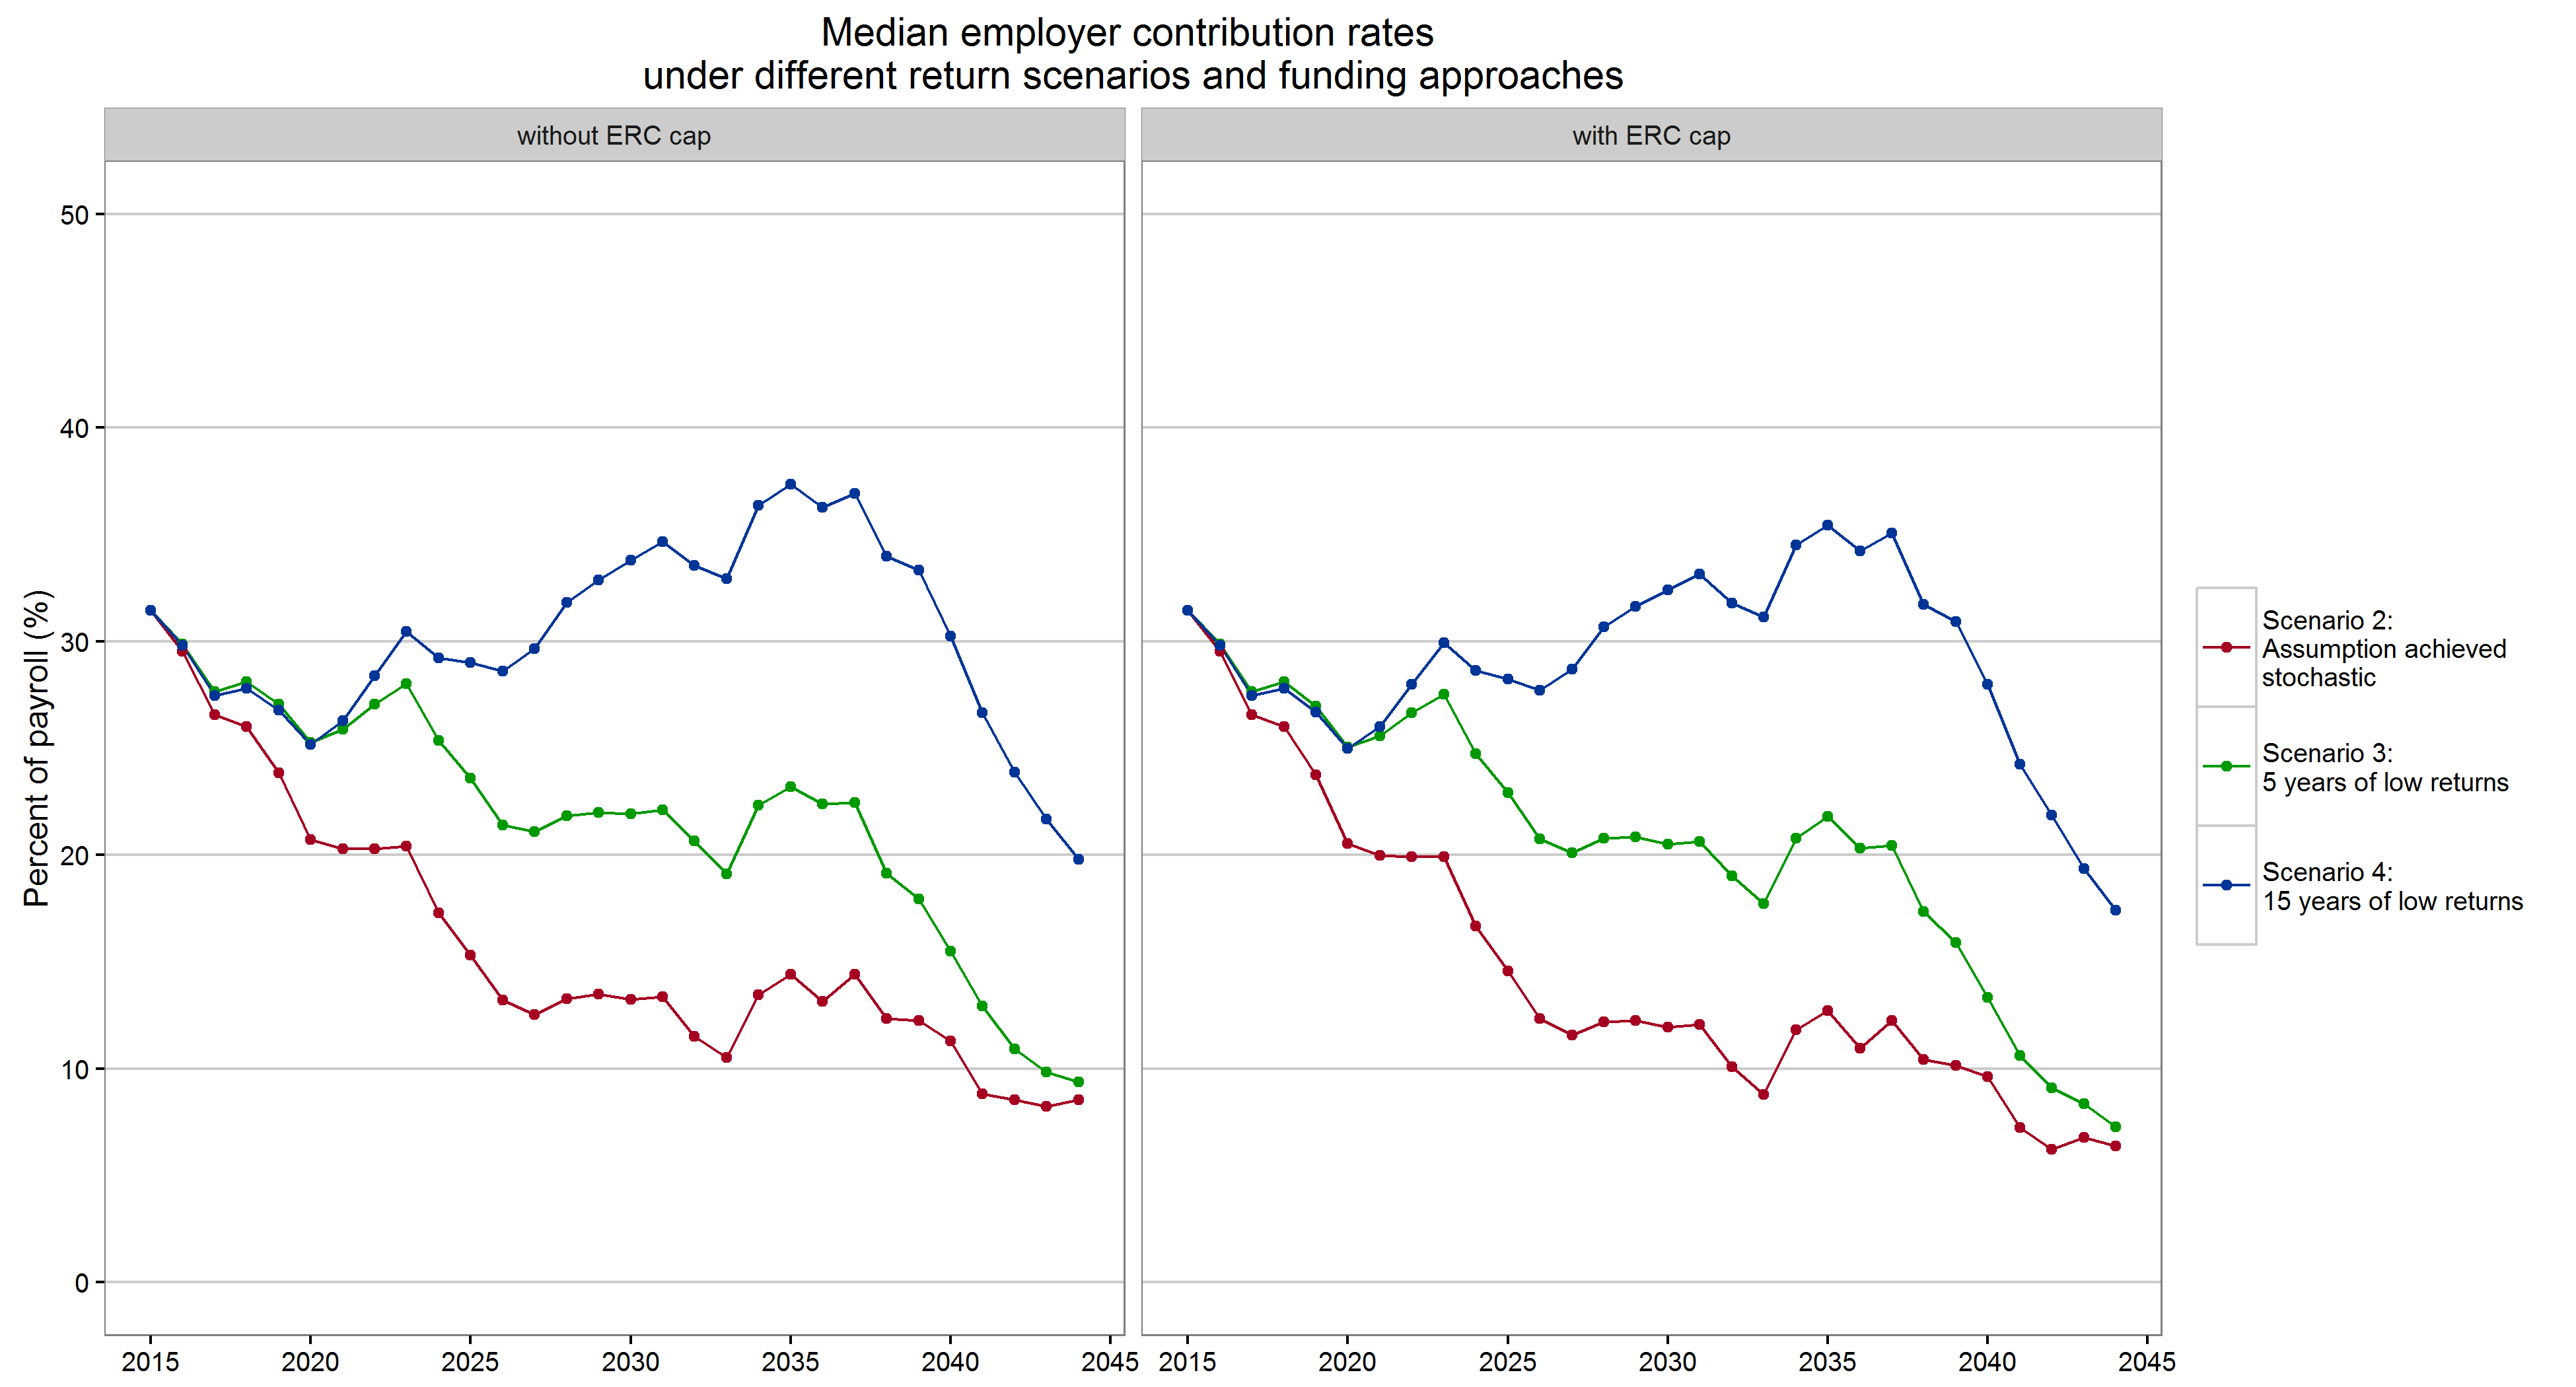 Median employer contribution rates
under different return scenarios and funding approaches
without ERC cap
with ERC cap
Percent of payroll (%)
50
40
30
20
10
0
2015 2020 2025 2030 2035 2040 2045
2015 2020 2025 2030 2035 2040 2045
Scenario 2:
Assumption achieved
stochastic
Scenario 3:
5 years of low returns
Scenario 4:
15 years of low returns